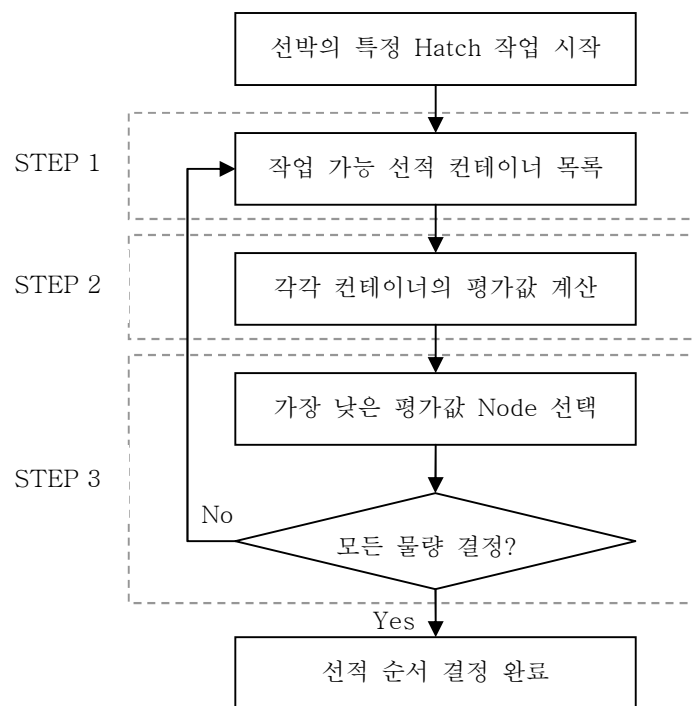 선박의 특정 Hatch 작업 시작
STEP 1
작업 가능 선적 컨테이너 목록
STEP 2
각각 컨테이너의 평가값 계산
가장 낮은 평가값 Node 선택
STEP 3
No
모든 물량 결정?
Yes
선적 순서 결정 완료